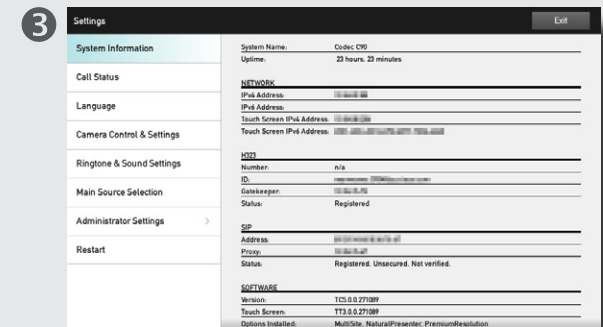 3
Settings
Exit
System Information
Call Status
Language
Camera Control & Settings
Ringtone & Sound Settings
Main Source Selection
Administrator Settings
Restart
System Name: Codec C90
Uptime: 23 hours, 23 minutes
NETWORK
IPv4 Address:
IPv6 Address:
Touch Screen IPv4 Address:
Touch Screen IPv6 Address:
H323
Number: n/a
ID:
Gatekeeper:
Status: Registered
SIP
Address:
Proxy:
Status: Registered. Unsecured. Not verified.
SOFTWARE
Version: TC5.0.0.271089
Touch Screen: TT3.0.0.271089
Options Installed: MultiSite, NaturalPresenter, PremiumResolution